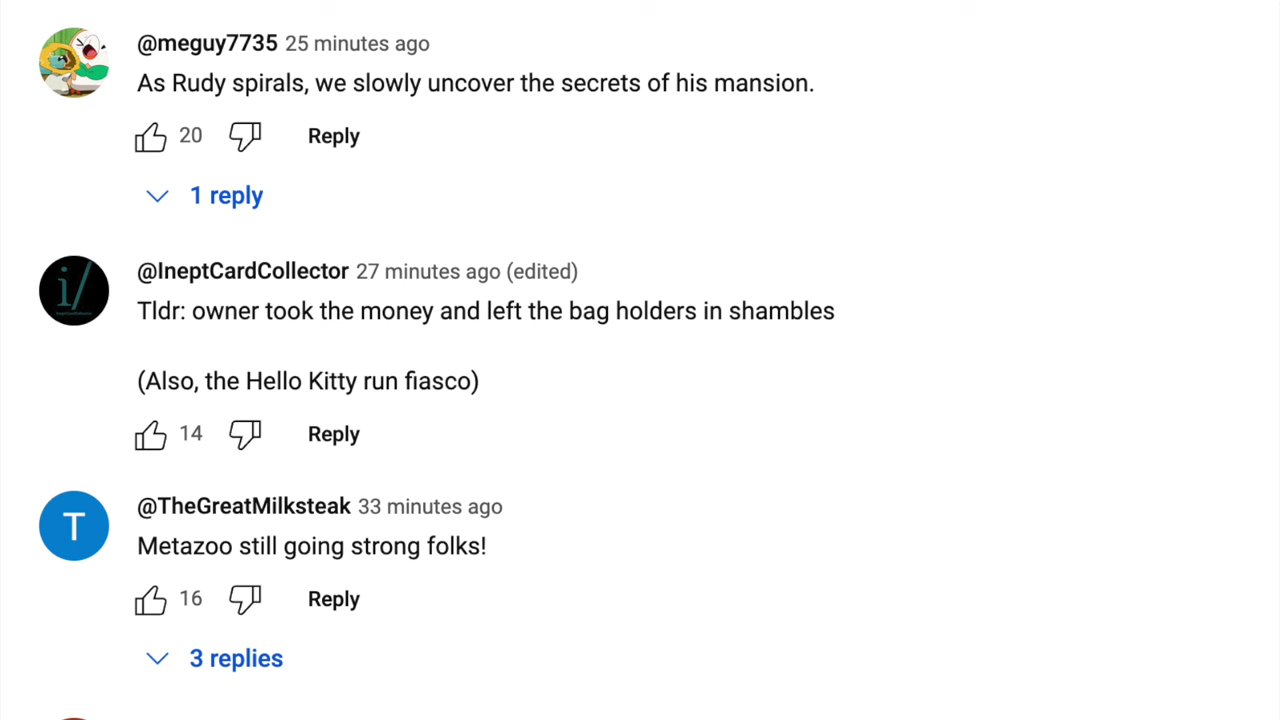 @meguy7735 25 minutes ago
As Rudy spirals, we slowly uncover the secrets of his mansion.
20 Reply
1 reply
i/
@IneptCardCollector 27 minutes ago (edited)
Tldr: owner took the money and left the bag holders in shambles
(Also, the Hello Kitty run fiasco)
14 Reply
T
@TheGreatMilksteak 33 minutes ago
Metazoo still going strong folks!
16 Reply
3 replies